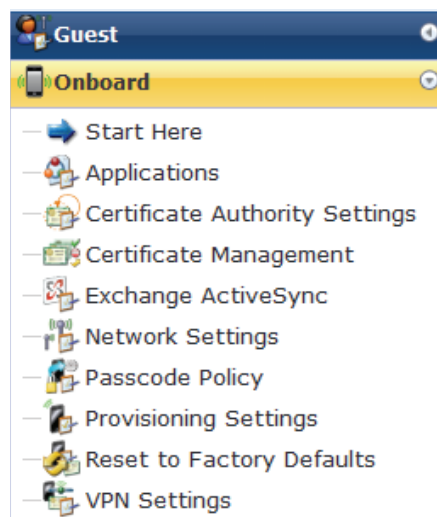 Guest
Onboard
Start Here
Applications
Certificate Authority Settings
Certificate Management
Exchange ActiveSync
Network Settings
Passcode Policy
Provisioning Settings
Reset to Factory Defaults
VPN Settings